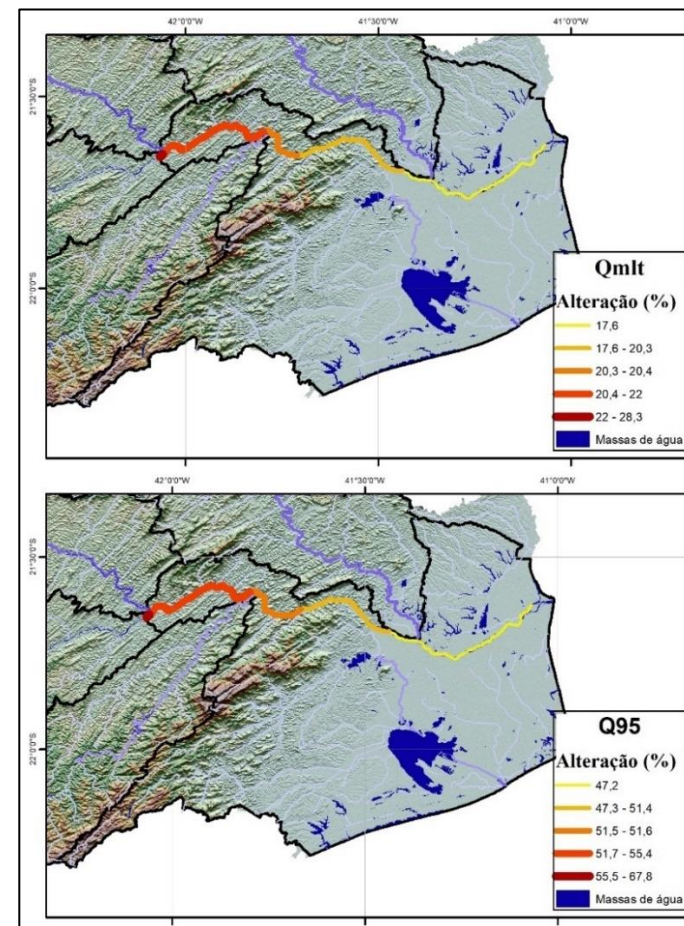 42°0'0"W
41°30'0"W
41°0'0"W
21°30'0"S
22°0'0"S
Qmlt
Alteração (%)
17,6
17,6 - 20,3
20,3 - 20,4
20,4 - 22
22 - 28,3
Massas de água
42°0'0"W
41°30'0"W
41°0'0"W
21°30'0"S
22°0'0"S
Q95
Alteração (%)
47,2
47,3 - 51,4
51,5 - 51,6
51,7 - 55,4
55,5 - 67,8
Massas de água